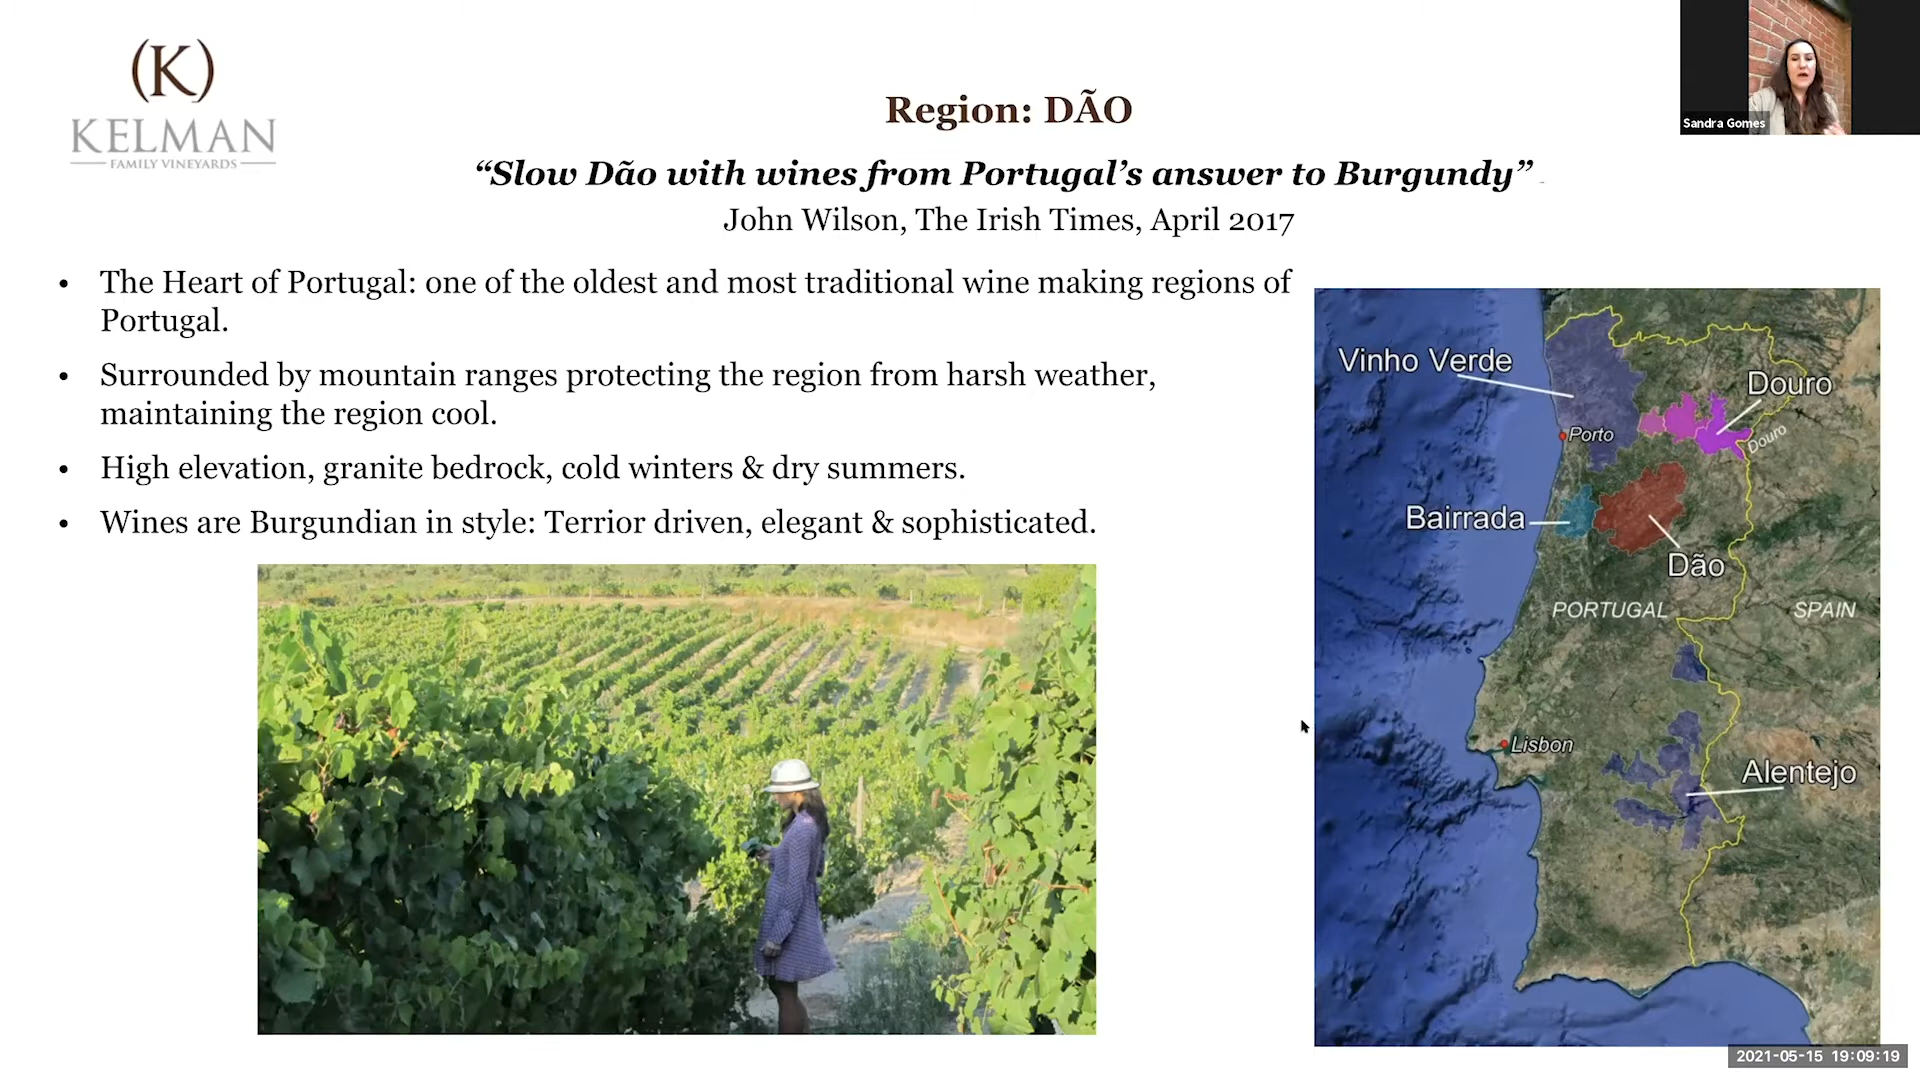 (K)
KELMAN
FAMILY VINEYARDS
Sandra Gomes
Region: DÃO
“Slow Dão with wines from Portugal’s answer to Burgundy”
John Wilson, The Irish Times, April 2017
• The Heart of Portugal: one of the oldest and most traditional wine making regions of
Portugal.
• Surrounded by mountain ranges protecting the region from harsh weather,
maintaining the region cool.
• High elevation, granite bedrock, cold winters & dry summers.
• Wines are Burgundian in style: Terrior driven, elegant & sophisticated.
Vinho Verde
Douro
Porto
Douro
Bairrada
Dão
PORTUGAL
SPAIN
Lisbon
Alentejo
2021-05-15 19:09:19